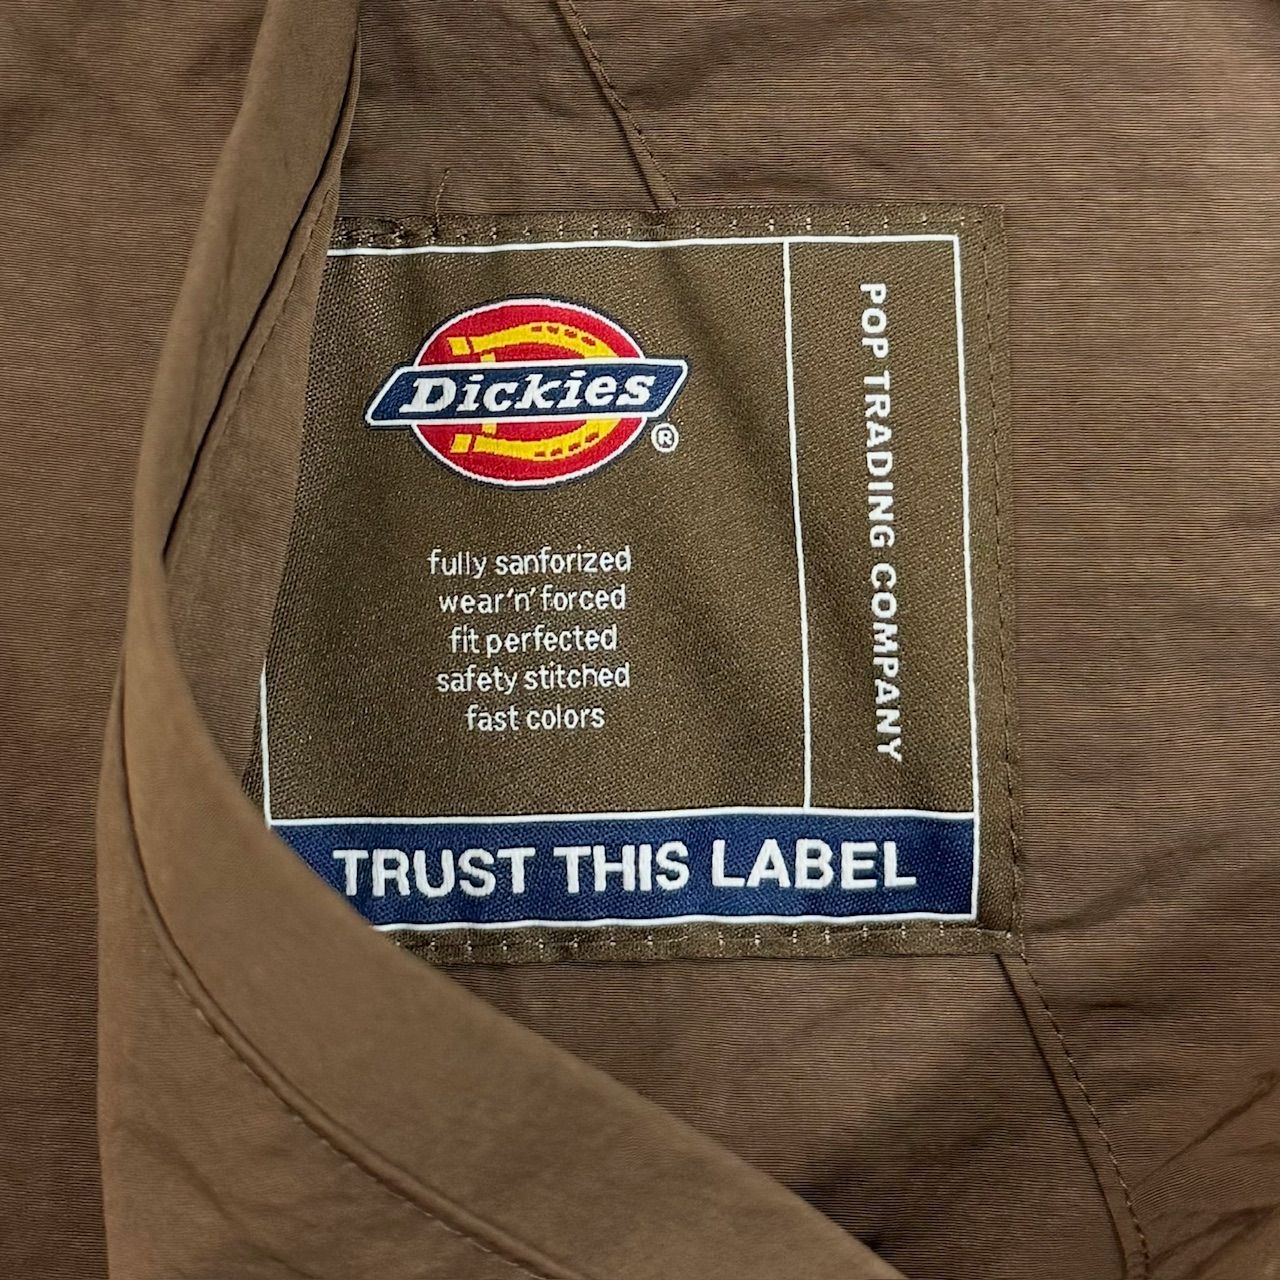 Dickies
®
fully sanforized
wear'n'forced
fit perfected
safety stitched
fast colors
POP TRADING COMPANY
TRUST THIS LABEL